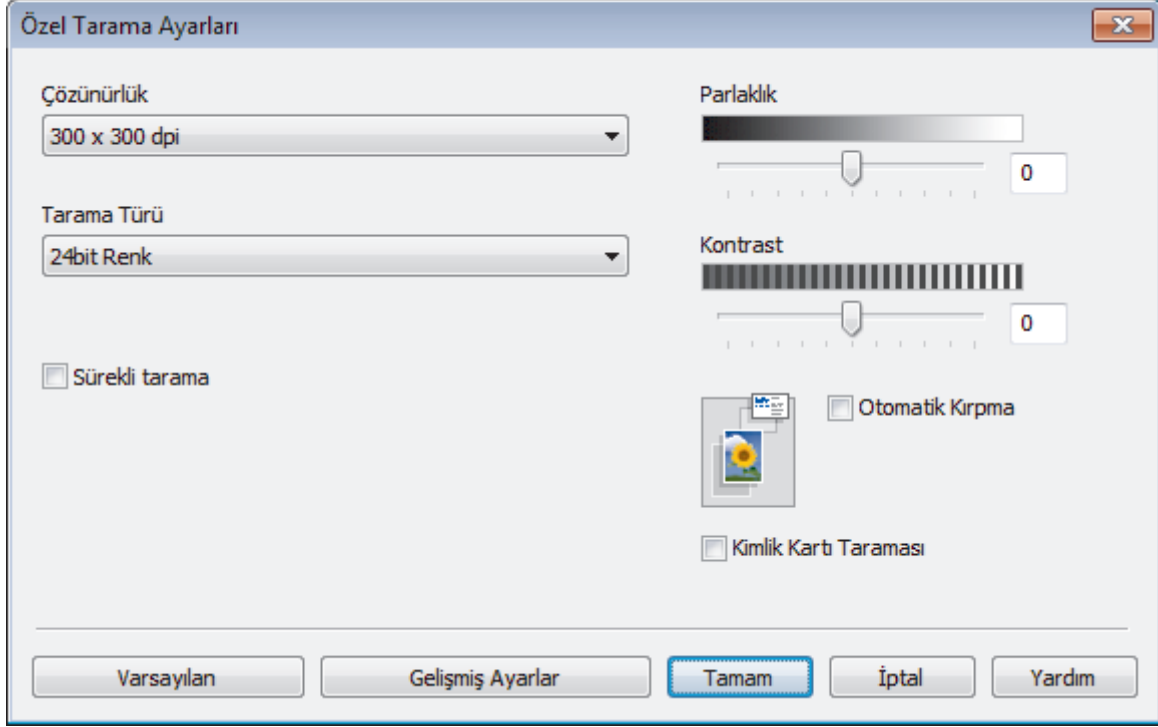 Özel Tarama Ayarları
Çözünürlük
300 x 300 dpi
Tarama Türü
24bit Renk
Sürekli tarama
Parlaklık
0
Kontrast
0
Otomatik Kırpma
Kimlik Kartı Taraması
Varsayılan
Gelişmiş Ayarlar
Tamam
İptal
Yardım